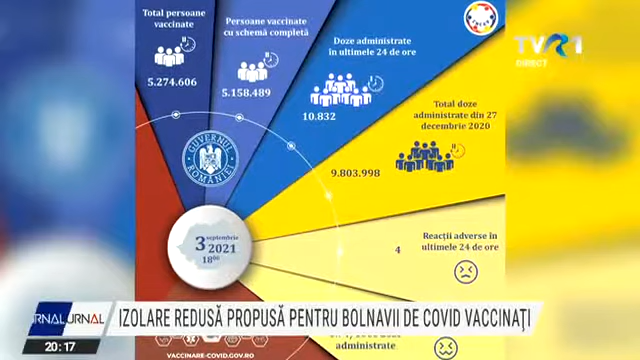 Total persoane
vaccinate
5.274.606
Persoane vaccinate
cu schemă completă
5.158.489
Doze administrate
în ultimele 24 de ore
10.832
TVR1
DIRECT
Total doze
administrate din 27
decembrie 2020
9.803.998
GUVERNUL
ROMÂNIEI
3 septembrie
2021
18⁰⁰
4
Reacții adverse în
ultimele 24 de ore
JURNAL
IZOLARE REDUSĂ PROPUSĂ PENTRU BOLNAVII DE COVID VACCINAȚI
20:17
VACCINARE-COVID.GOV.RO
administrate